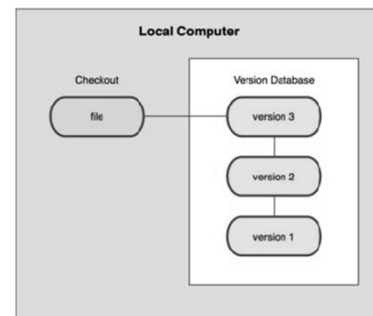 Local Computer
Checkout
Version Database
file
version 3
version 2
version 1